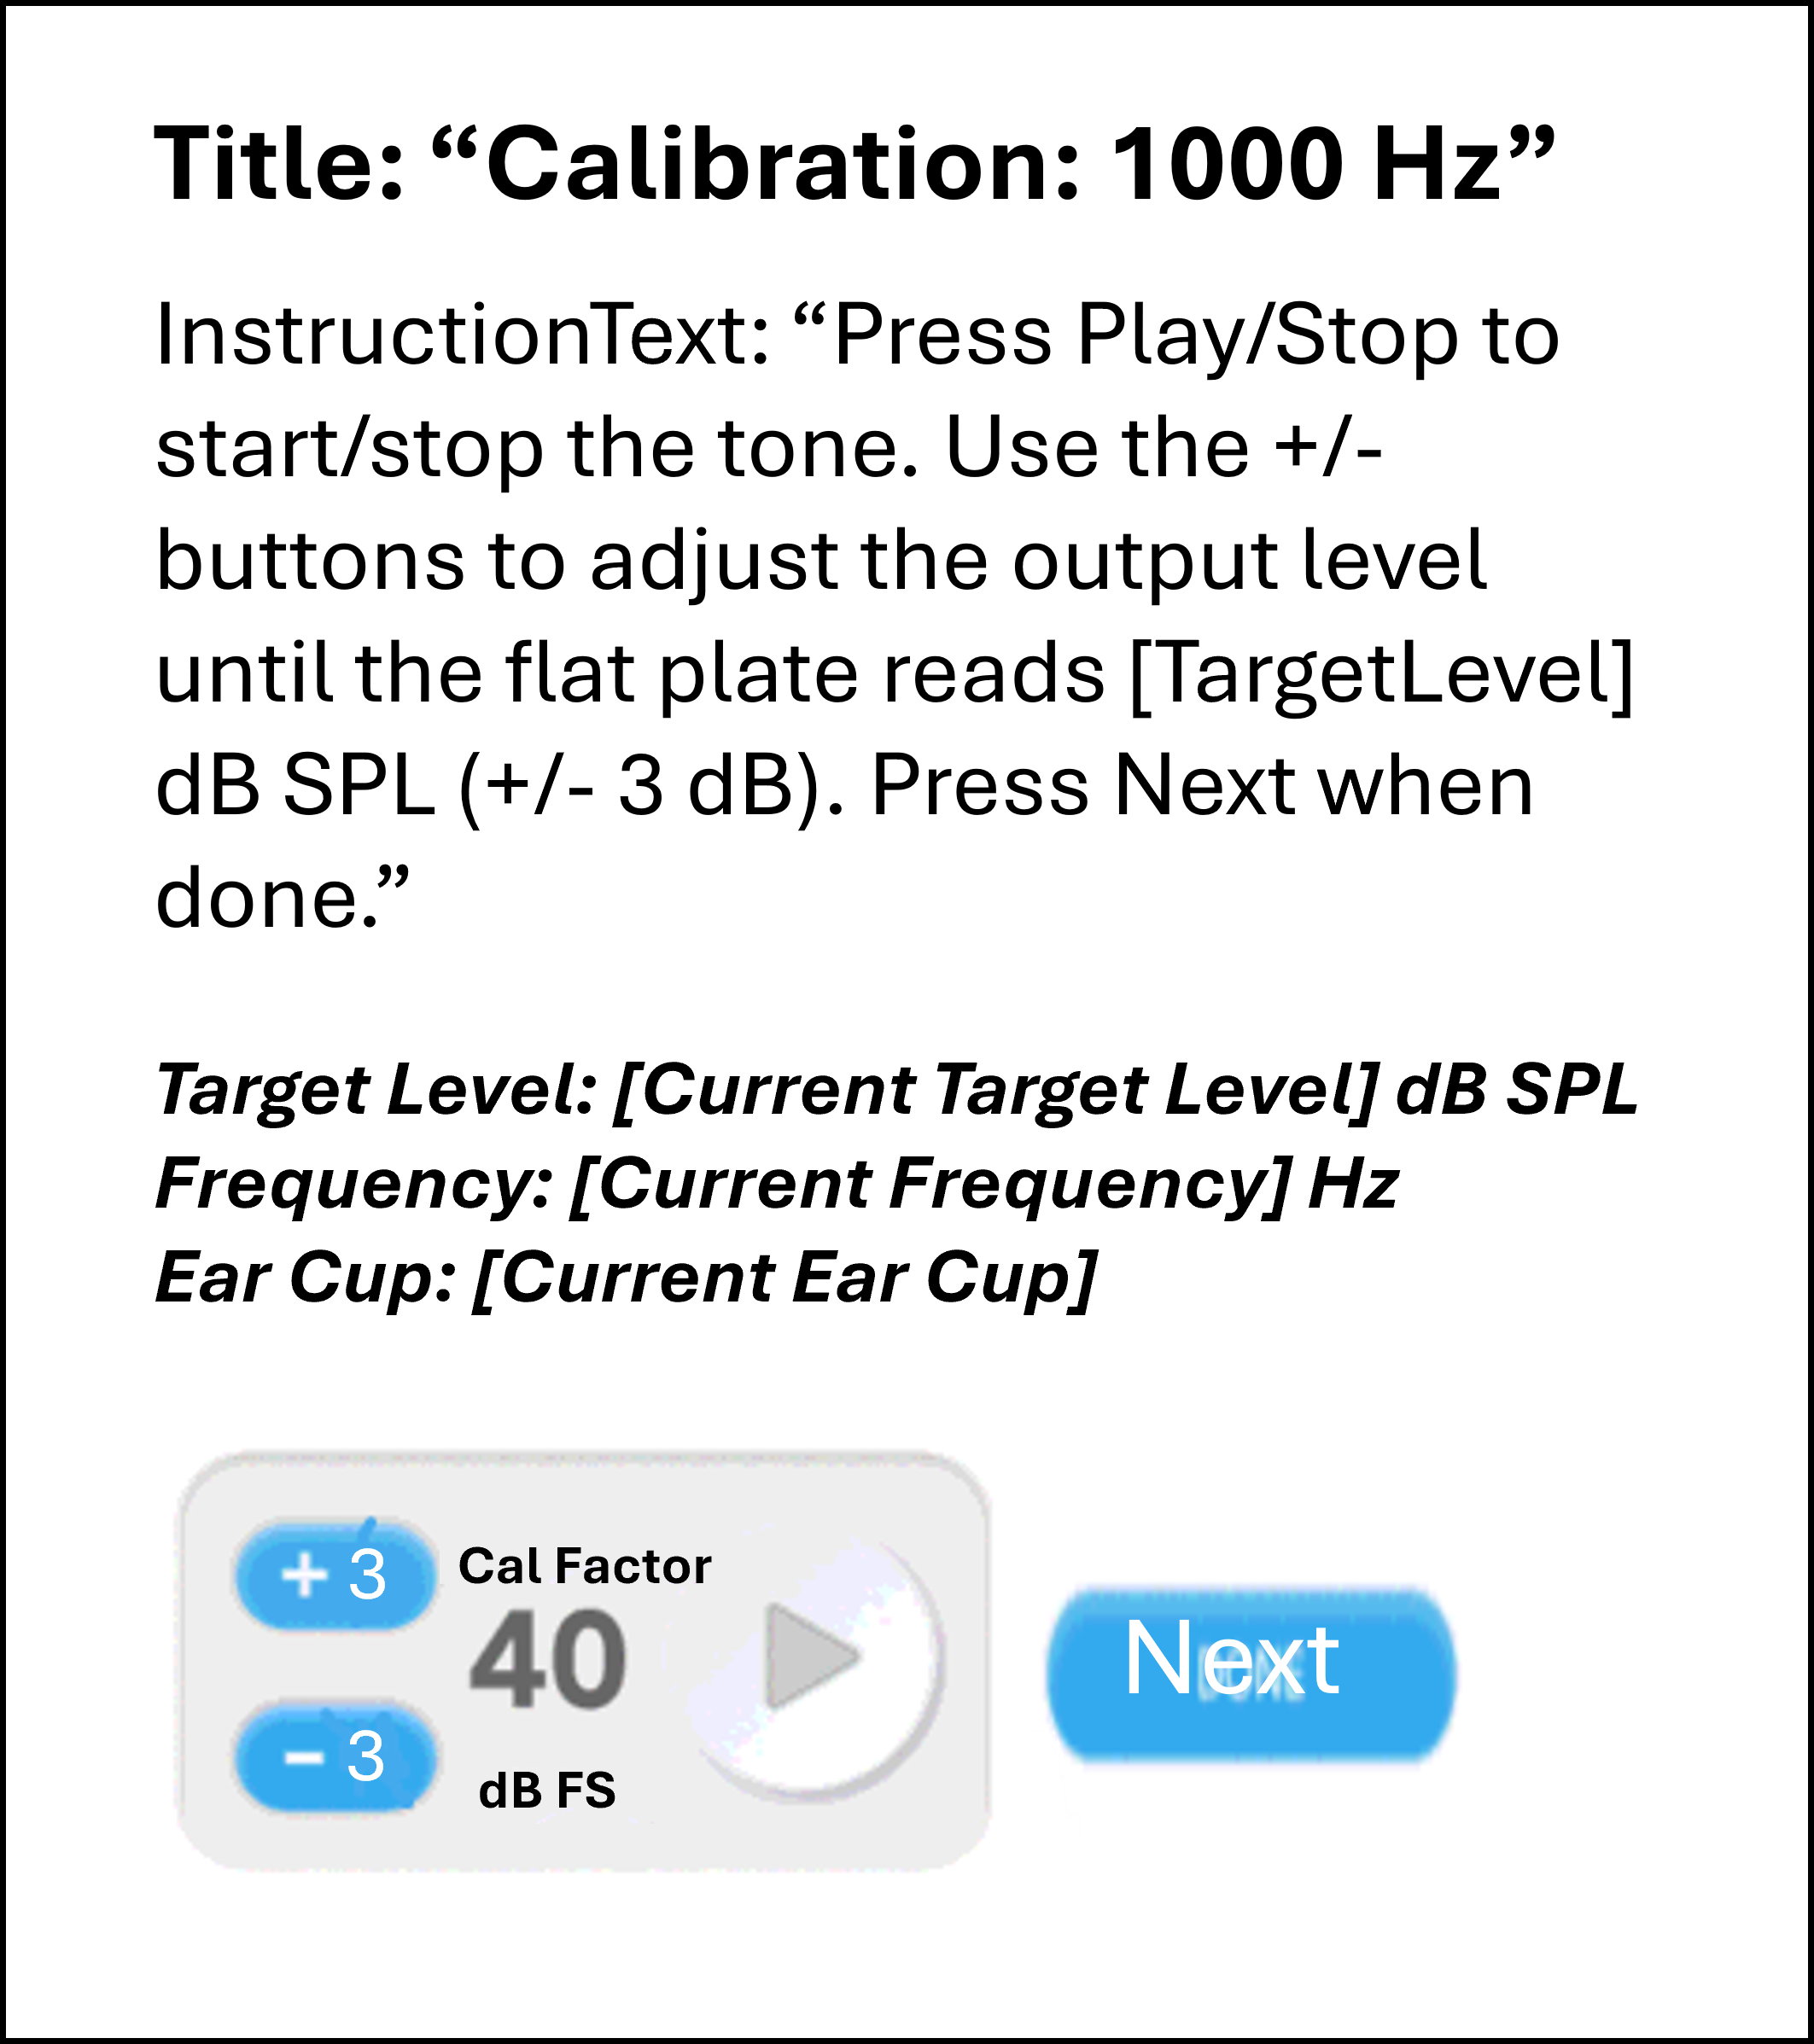 Title: “Calibration: 1000 Hz”
InstructionText: “Press Play/Stop to
start/stop the tone. Use the +/-
buttons to adjust the output level
until the flat plate reads [TargetLevel]
dB SPL (+/- 3 dB). Press Next when
done.”
Target Level: [Current Target Level] dB SPL
Frequency: [Current Frequency] Hz
Ear Cup: [Current Ear Cup]
+ 3
Cal Factor
40
- 3
dB FS
Next